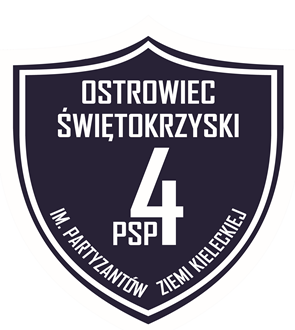 OSTROWIEC
ŚWIĘTOKRZYSKI
PSP 4
IM. PARTYZANTÓW ZIEMI KIELECKIEJ